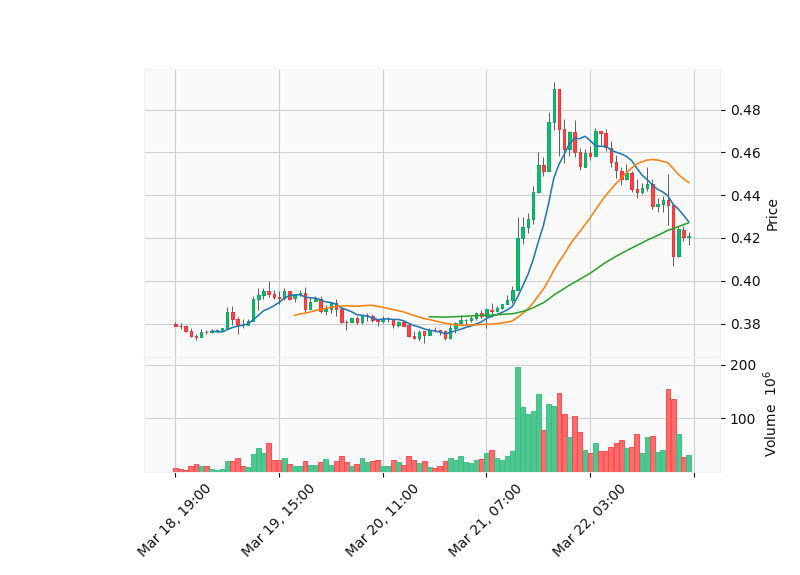 0.48
0.46
0.44
0.42
0.40
0.38
Price
200
100
Volume 10^6
Mar 18, 19:00
Mar 19, 15:00
Mar 20, 11:00
Mar 21, 07:00
Mar 22, 03:00